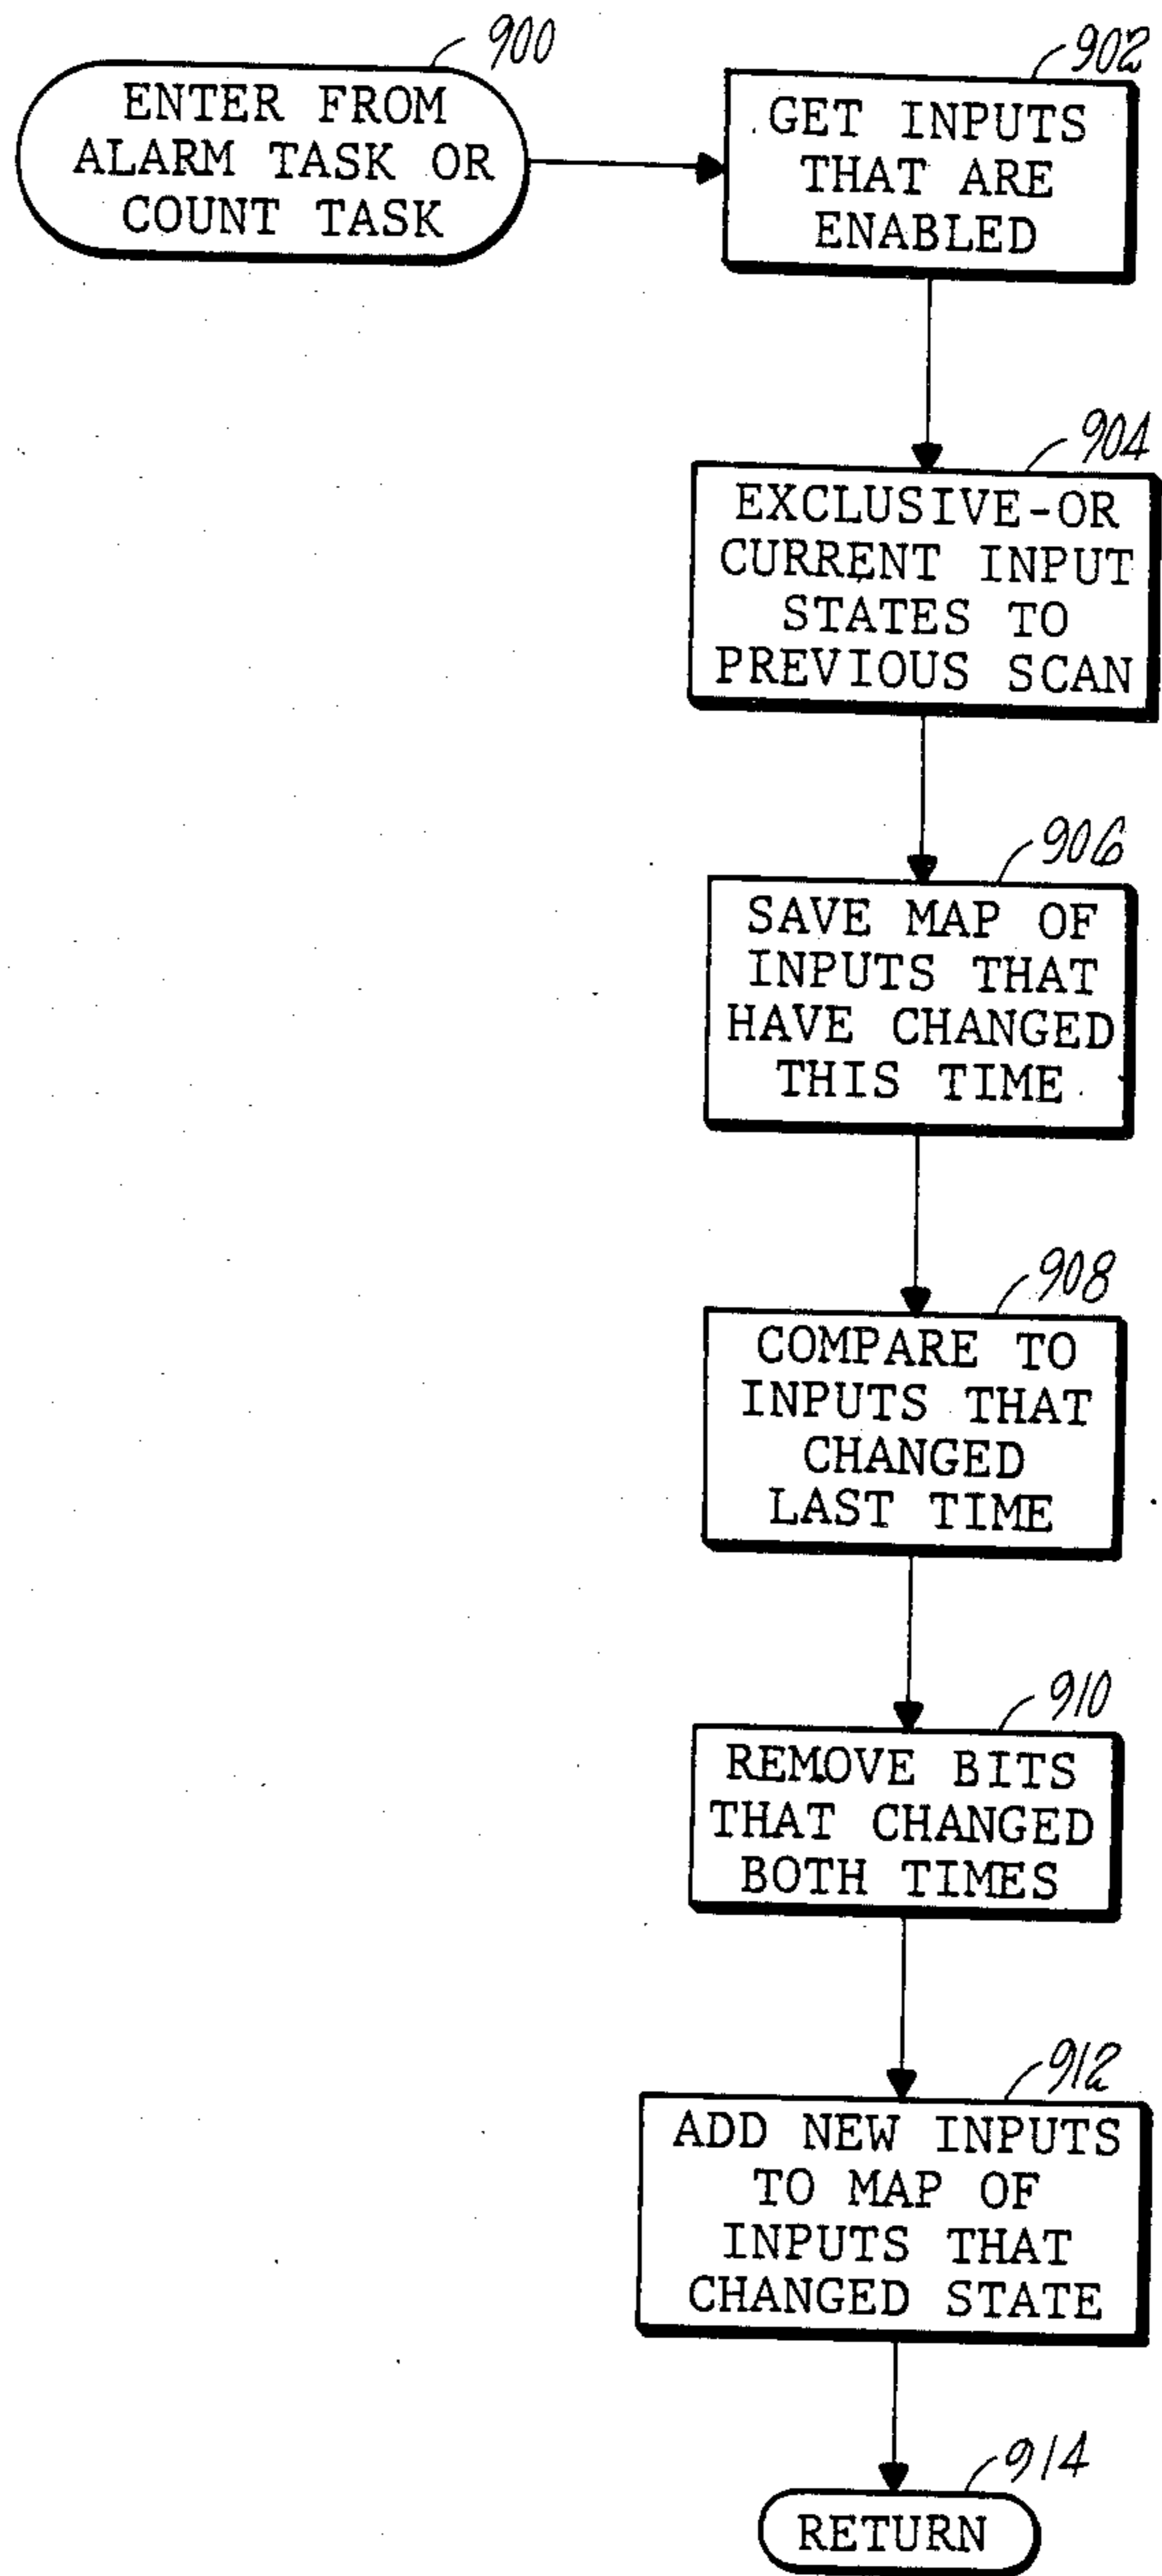 900
ENTER FROM
ALARM TASK OR
COUNT TASK
902
GET INPUTS
THAT ARE
ENABLED
904
EXCLUSIVE-OR
CURRENT INPUT
STATES TO
PREVIOUS SCAN
906
SAVE MAP OF
INPUTS THAT
HAVE CHANGED
THIS TIME
908
COMPARE TO
INPUTS THAT
CHANGED
LAST TIME
910
REMOVE BITS
THAT CHANGED
BOTH TIMES
912
ADD NEW INPUTS
TO MAP OF
INPUTS THAT
CHANGED STATE
914
RETURN